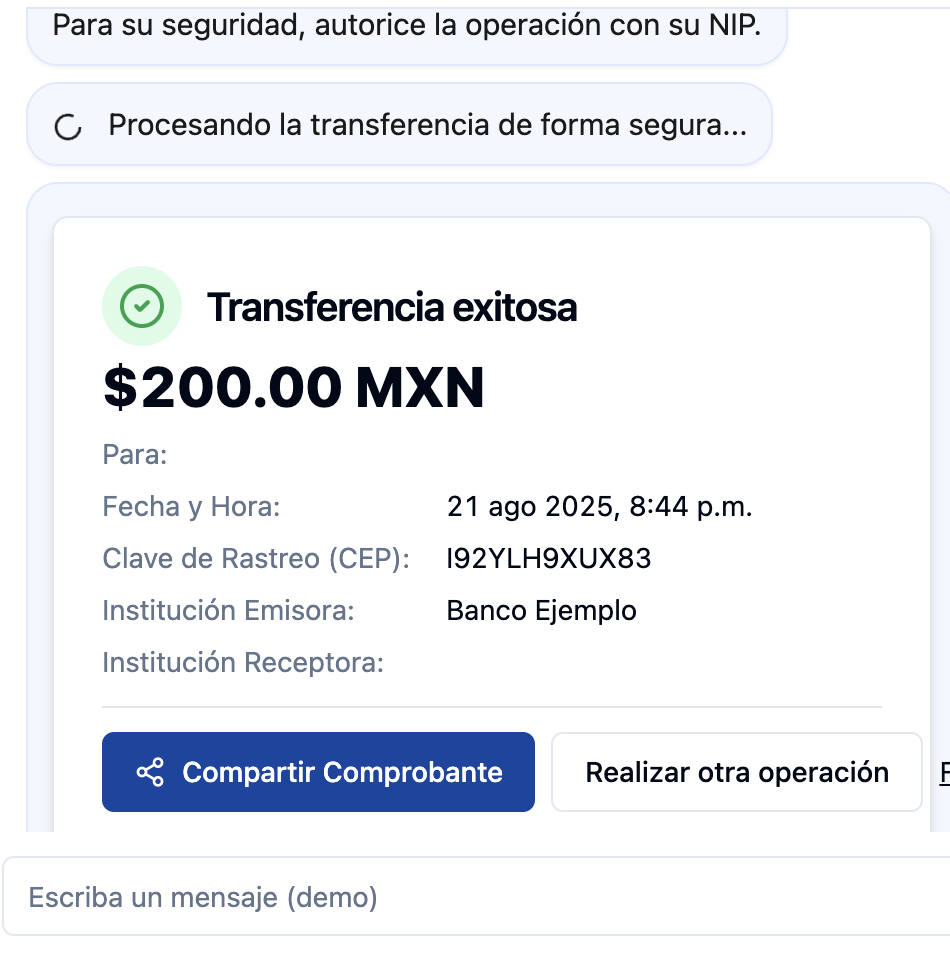 Para su seguridad, autorice la operación con su NIP.
Procesando la transferencia de forma segura...
Transferencia exitosa
$200.00 MXN
Para:
Fecha y Hora: 21 ago 2025, 8:44 p.m.
Clave de Rastreo (CEP): I92YLH9XUX83
Institución Emisora: Banco Ejemplo
Institución Receptora:
Compartir Comprobante Realizar otra operación
Escriba un mensaje (demo)